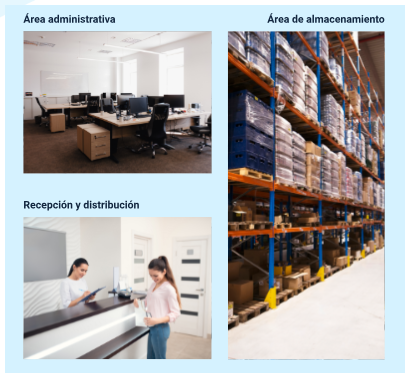 Área administrativa
Área de almacenamiento
Recepción y distribución